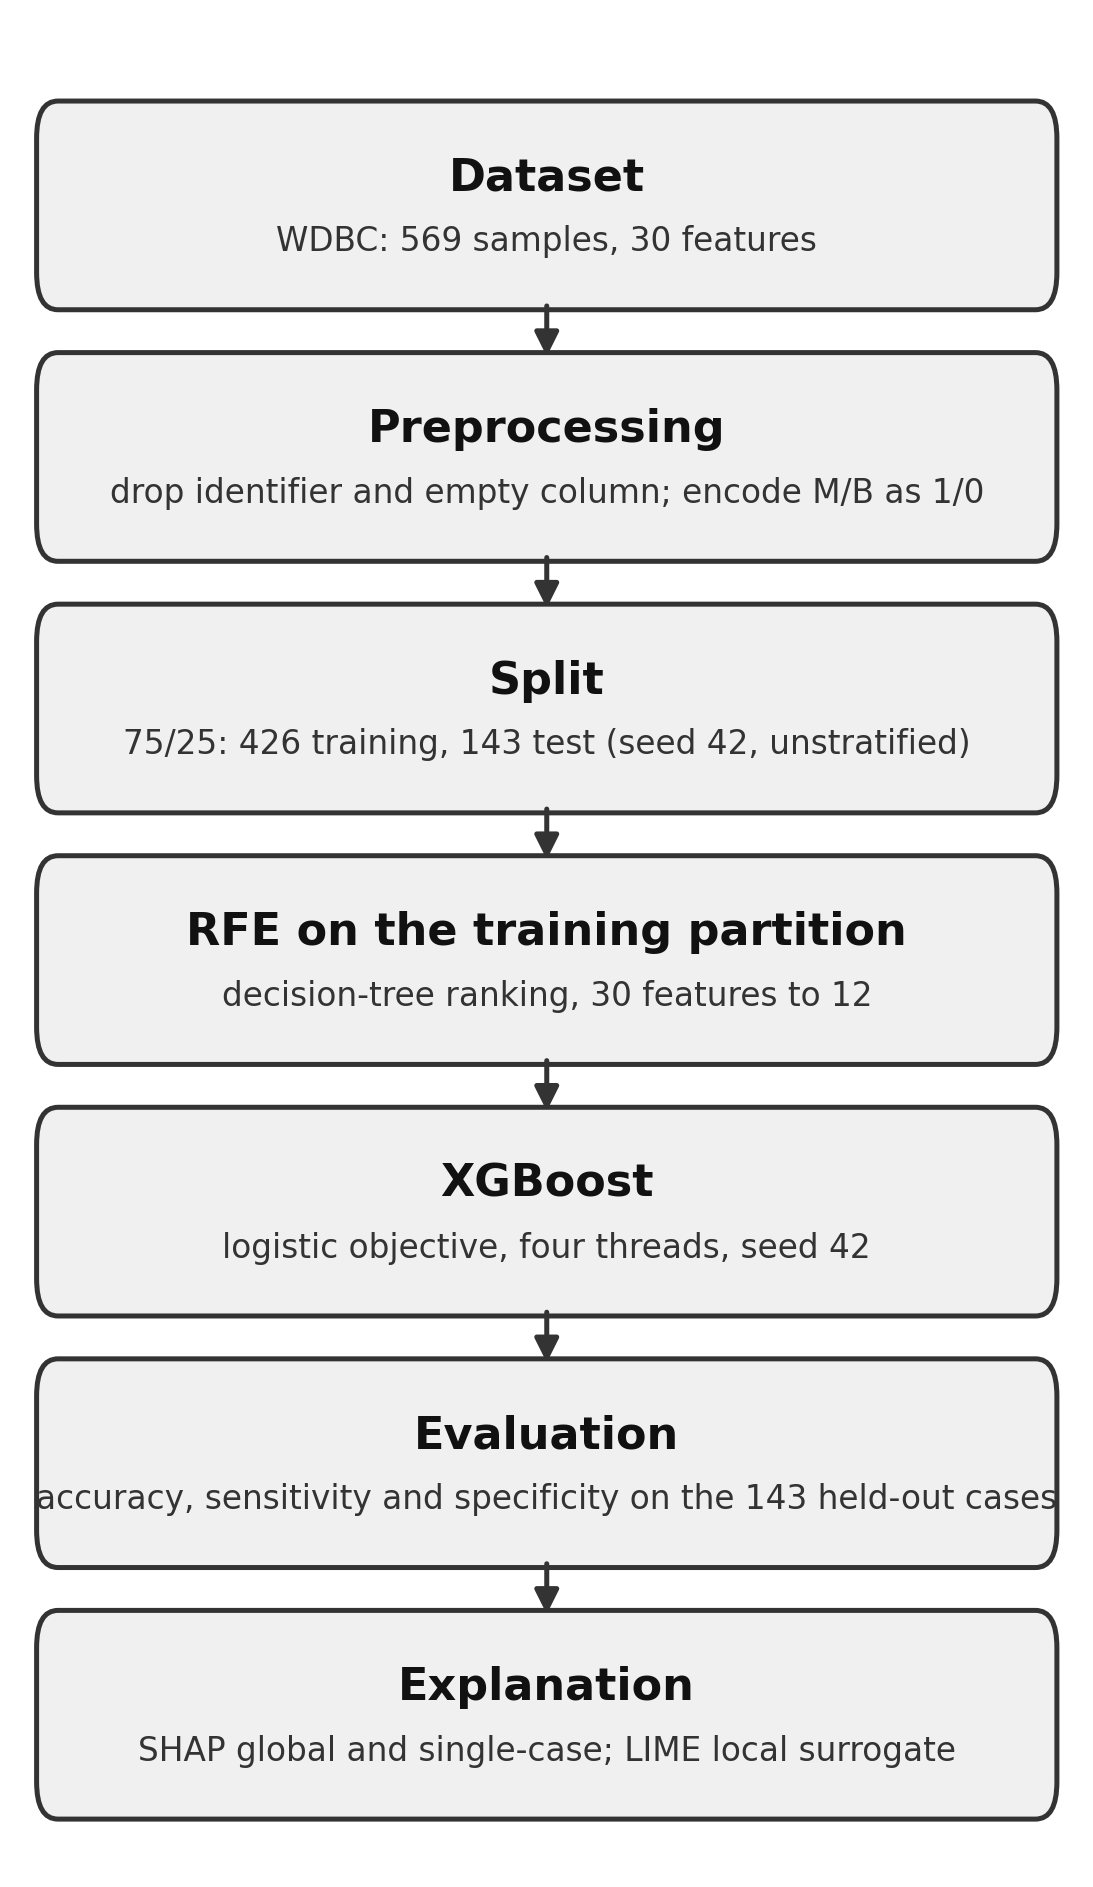 Dataset
WDBC: 569 samples, 30 features
Preprocessing
drop identifier and empty column; encode M/B as 1/0
Split
75/25: 426 training, 143 test (seed 42, unstratified)
RFE on the training partition
decision-tree ranking, 30 features to 12
XGBoost
logistic objective, four threads, seed 42
Evaluation
accuracy, sensitivity and specificity on the 143 held-out cases
Explanation
SHAP global and single-case; LIME local surrogate